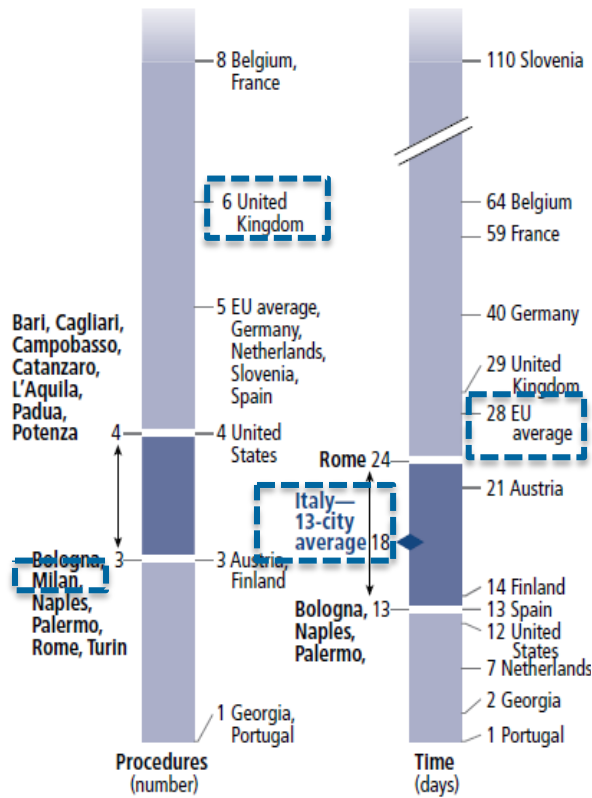 8 Belgium,
France
6 United
Kingdom
5 EU average,
Germany,
Netherlands,
Slovenia,
Spain
Bari, Cagliari,
Campobasso,
Catanzaro,
L'Aquila,
Padua,
Potenza 4
4 United
States
Bologna, 3
Milan,
Naples,
Palermo,
Rome, Turin
3 Austria,
Finland
1 Georgia,
Portugal
Procedures
(number)
110 Slovenia
64 Belgium
59 France
40 Germany
29 United
Kingdom
28 EU
average
Rome 24
21 Austria
Italy—
13-city
average 18
14 Finland
Bologna, 13
Naples,
Palermo,
13 Spain
12 United
States
7 Netherlands
2 Georgia
1 Portugal
Time
(days)